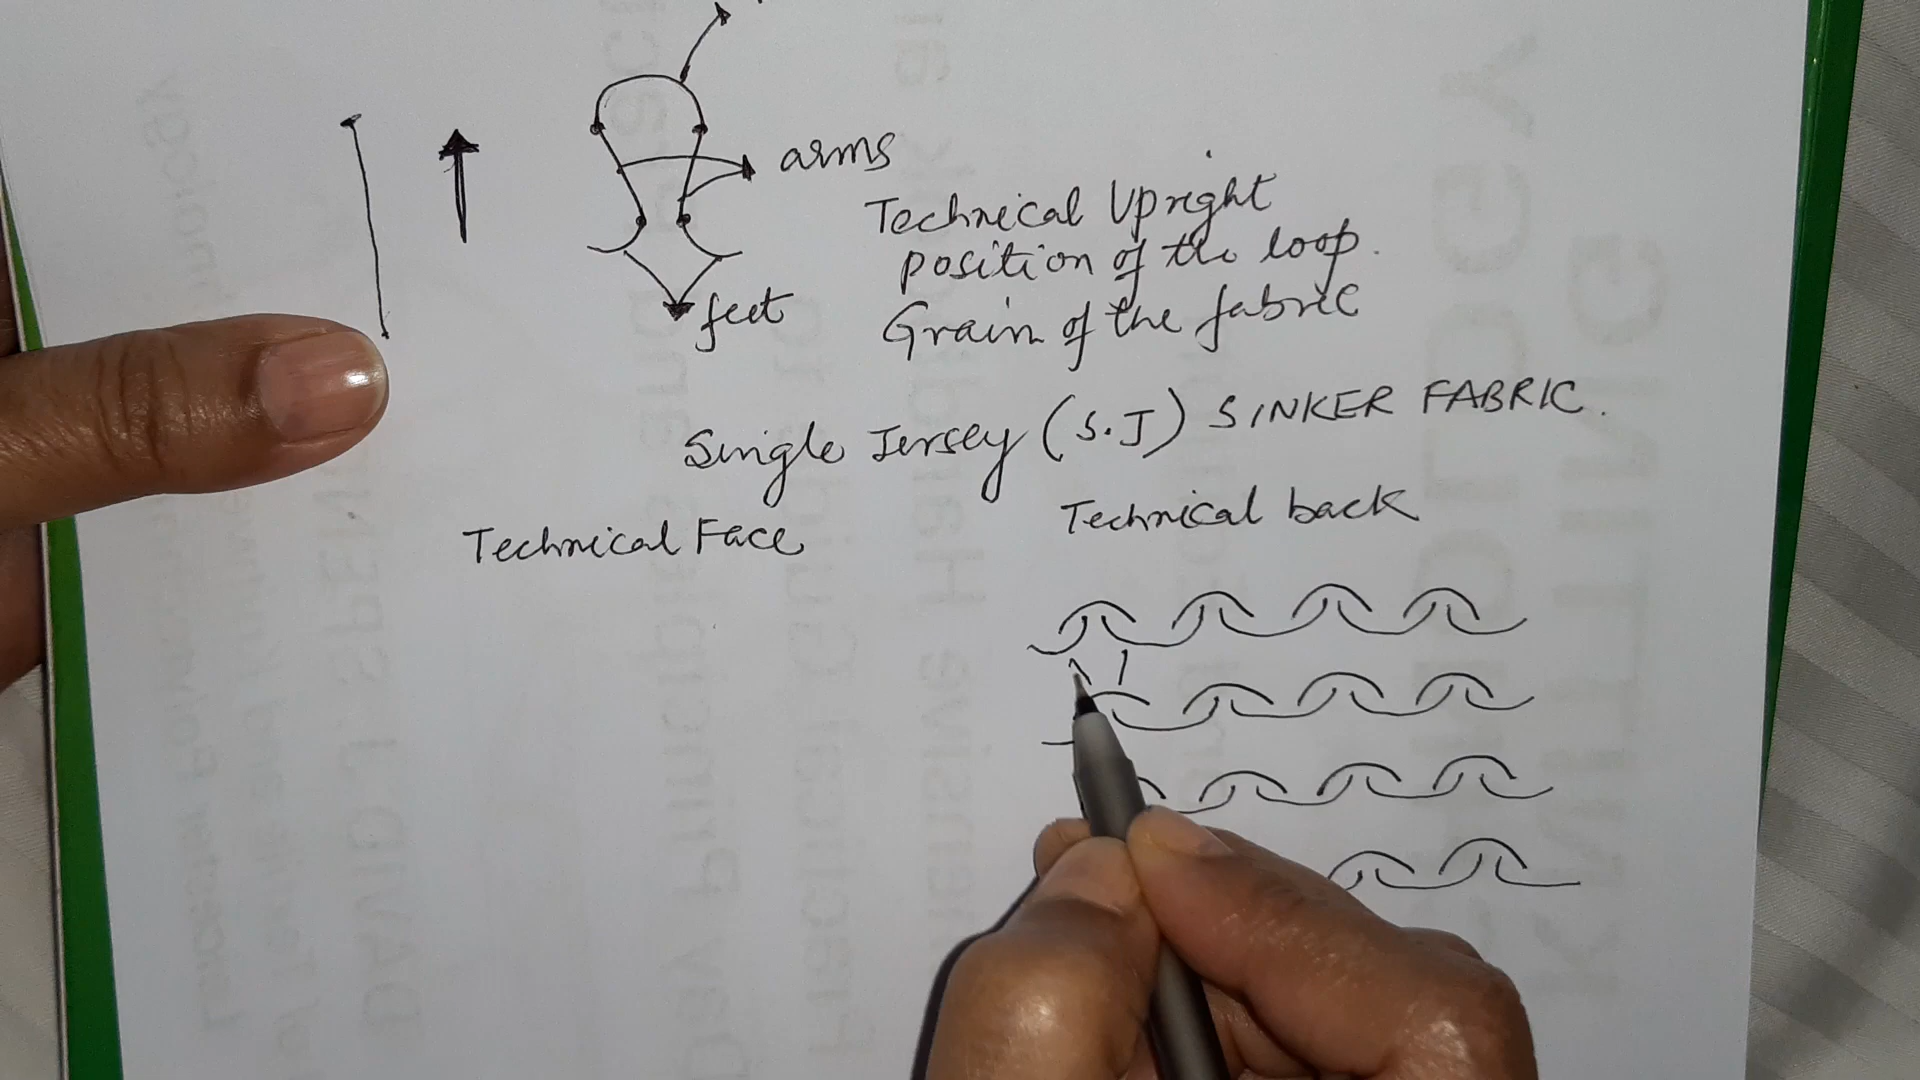 arms
Technical Upright
position of the loop.
Grain of the fabric
feet
Single Jersey (S.J) SINKER FABRIC.
Technical Face
Technical back